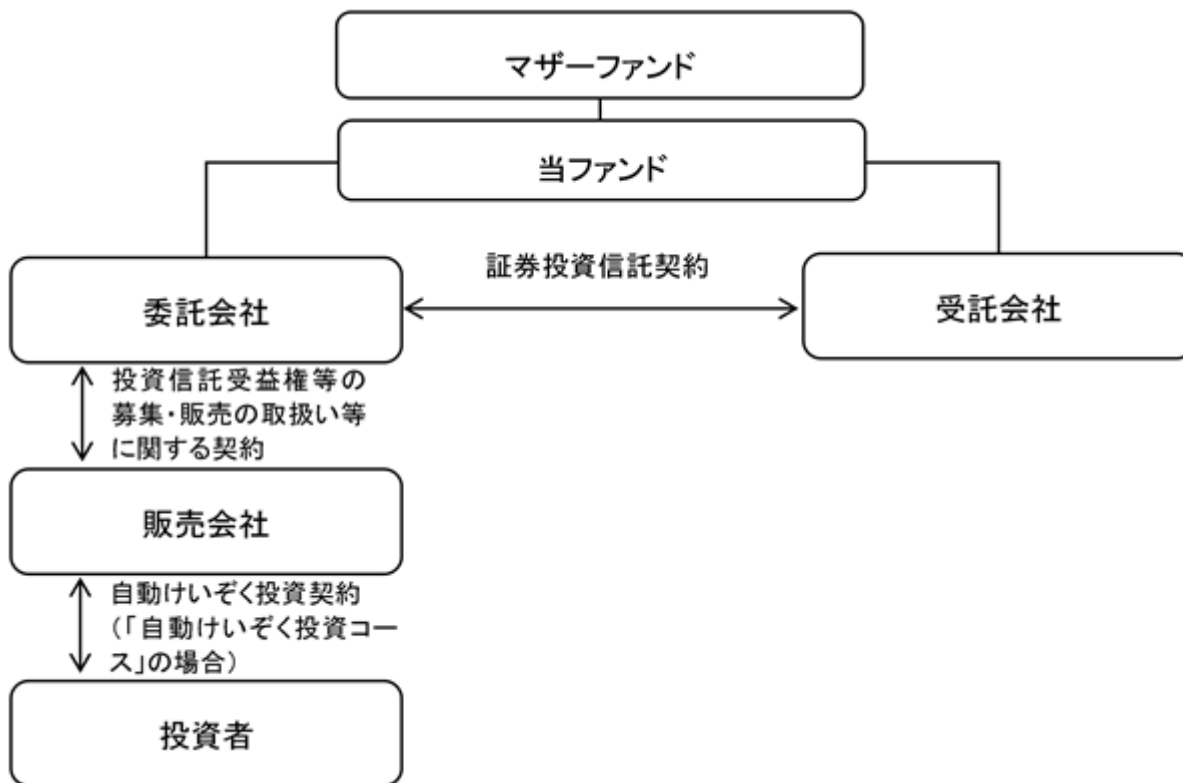 マザーファンド
当ファンド
証券投資信託契約
委託会社
受託会社
投資信託受益権等の
募集・販売の取扱い等
に関する契約
販売会社
自動けいぞく投資契約
(「自動けいぞく投資コー
ス」の場合)
投資者